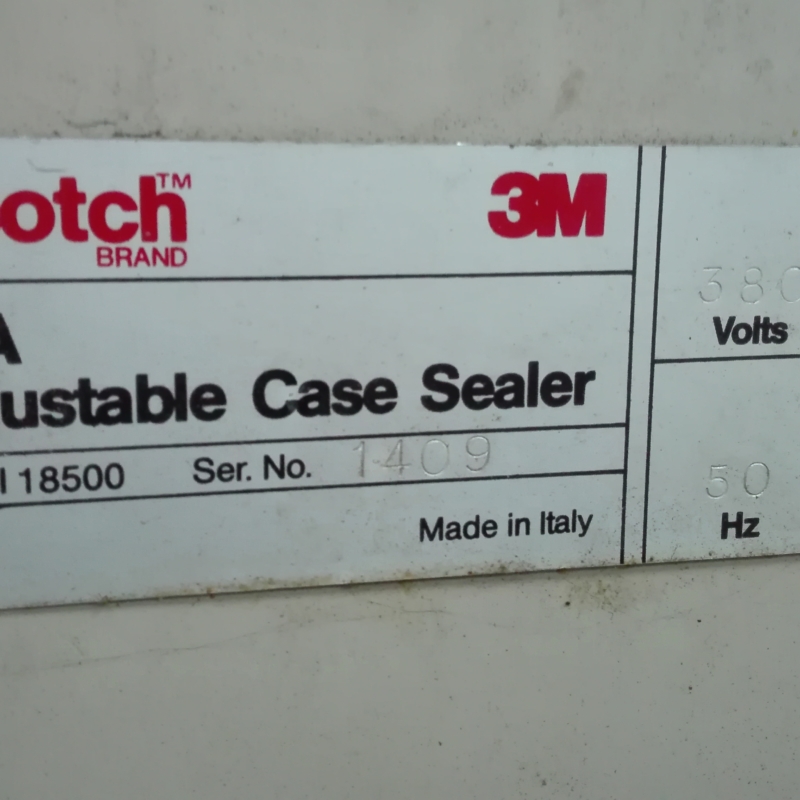 otch™ 3M
BRAND
A
ustable Case Sealer
l 18500 Ser. No. 1409
Made in Italy
380
Volts
50
Hz